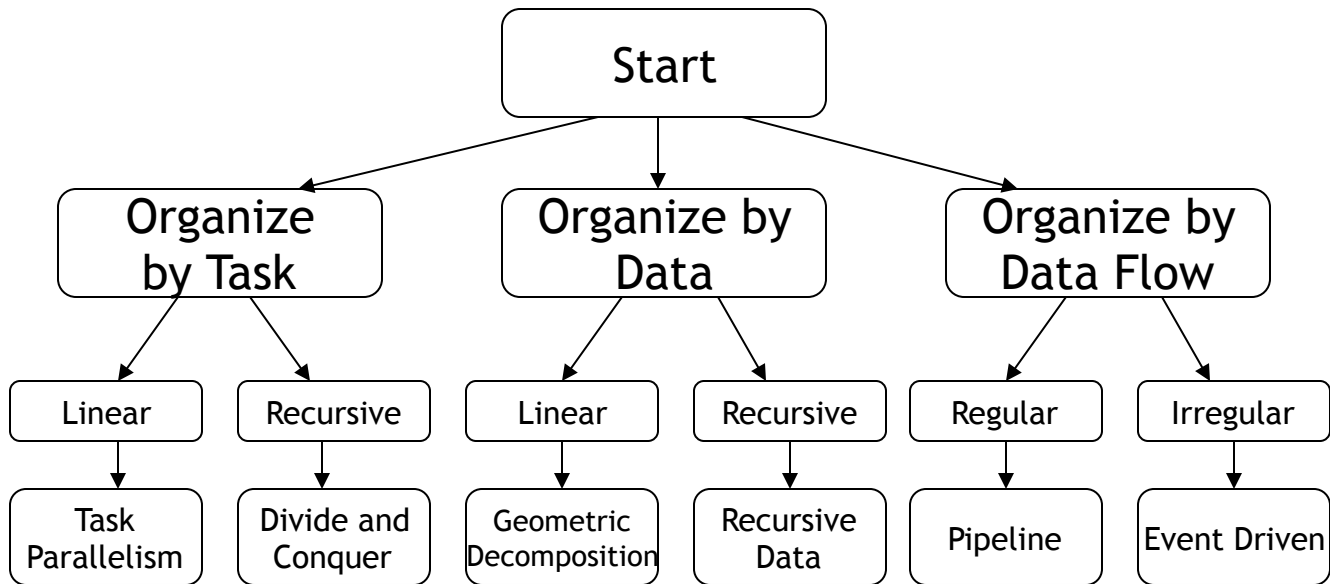 Start
Organize
by Task
Organize by
Data
Organize by
Data Flow
Linear
Recursive
Linear
Recursive
Regular
Irregular
Task
Parallelism
Divide and
Conquer
Geometric
Decomposition
Recursive
Data
Pipeline
Event Driven